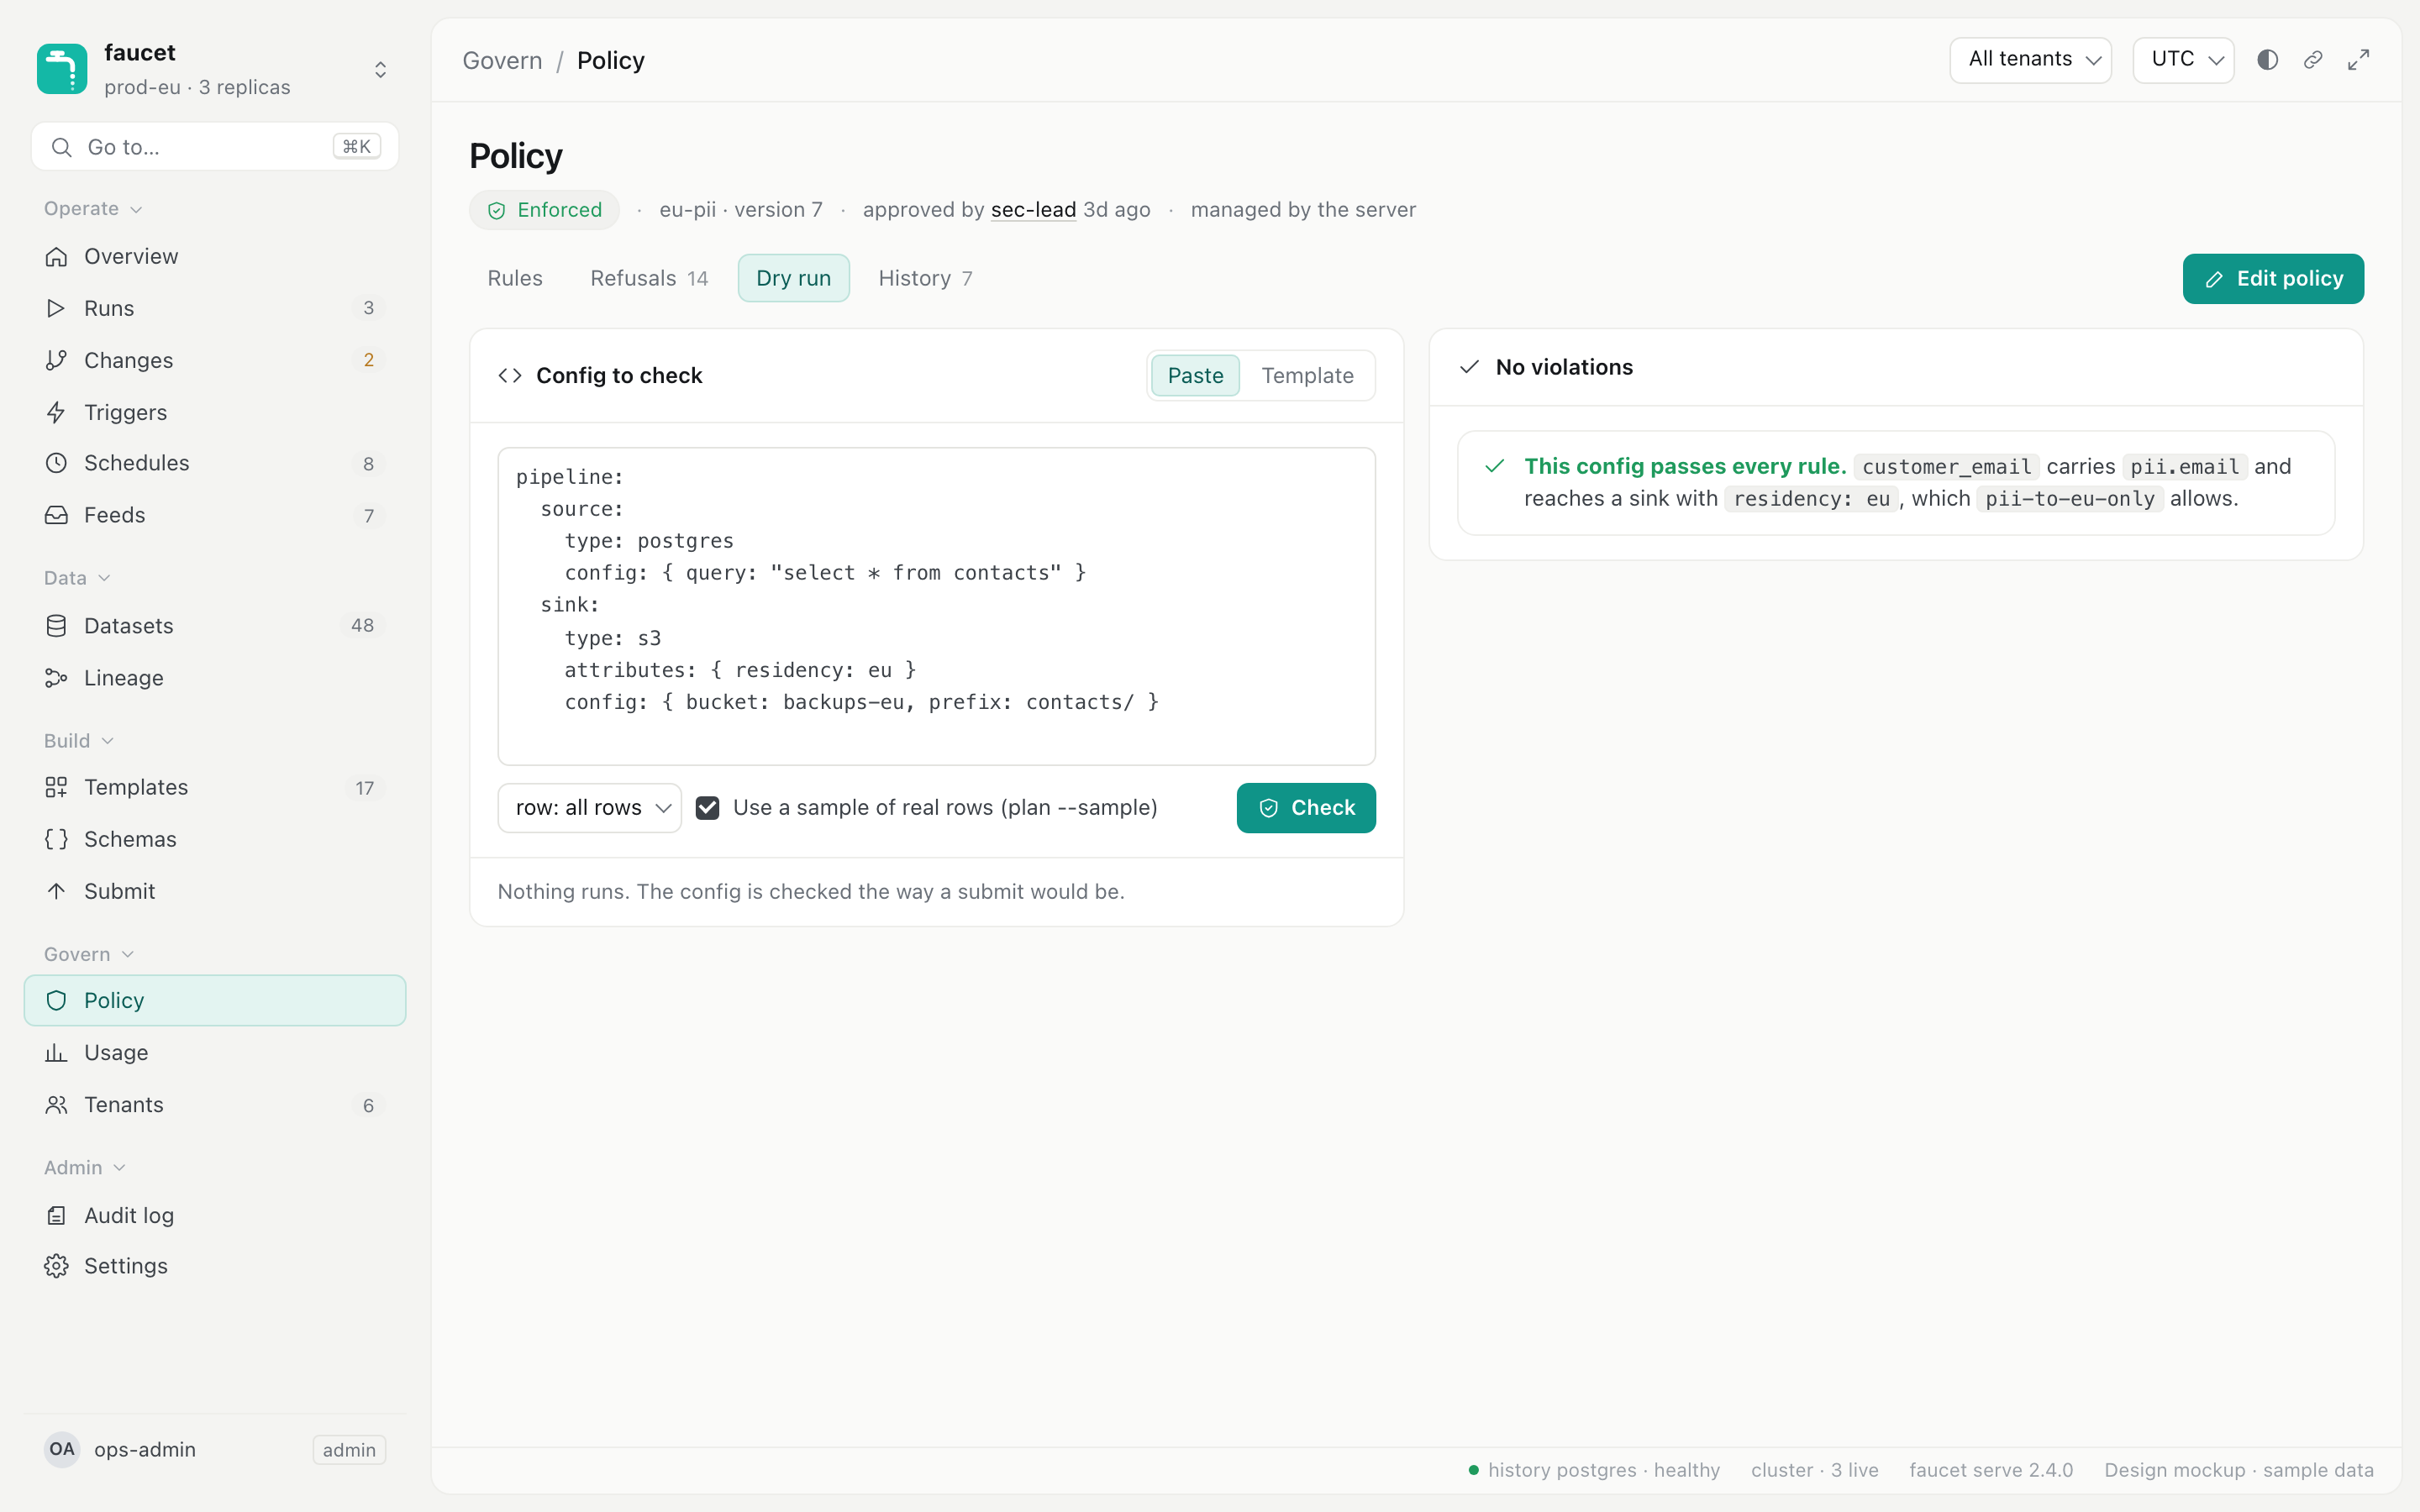 faucet
prod-eu · 3 replicas
Go to...
⌘K
Operate
Overview
Runs 3
Changes 2
Triggers
Schedules 8
Feeds 7
Data
Datasets 48
Lineage
Build
Templates 17
Schemas
Submit
Govern
Policy
Usage
Tenants 6
Admin
Audit log
Settings
OA ops-admin admin
Govern / Policy
All tenants
UTC
Policy
Enforced · eu-pii · version 7 · approved by sec-lead 3d ago · managed by the server
Rules Refusals 14 Dry run History 7
Edit policy
Config to check
Paste Template
pipeline:
  source:
    type: postgres
    config: { query: "select * from contacts" }
  sink:
    type: s3
    attributes: { residency: eu }
    config: { bucket: backups-eu, prefix: contacts/ }
row: all rows
Use a sample of real rows (plan --sample)
Check
Nothing runs. The config is checked the way a submit would be.
No violations
This config passes every rule. customer_email carries pii.email and
reaches a sink with residency: eu, which pii-to-eu-only allows.
history postgres · healthy cluster · 3 live faucet serve 2.4.0 Design mockup · sample data